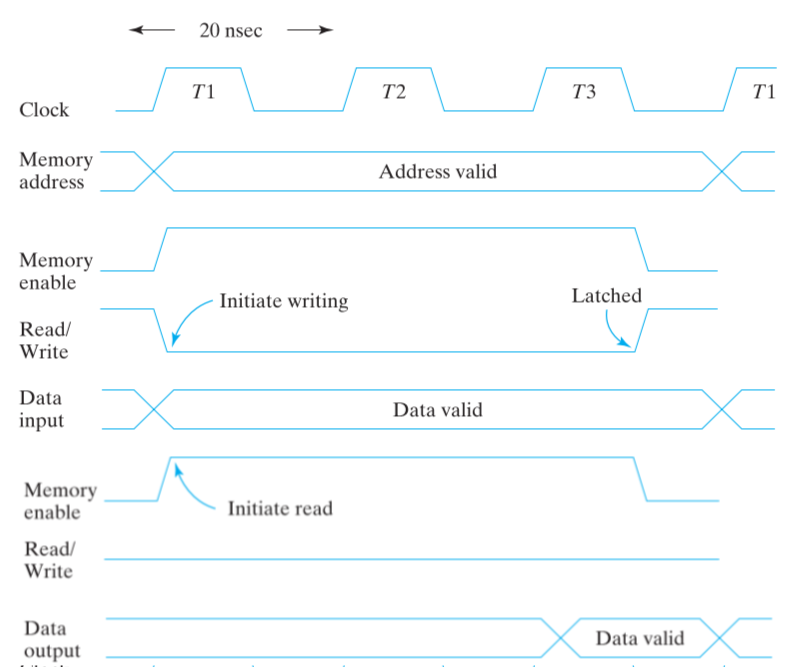 20 nsec
T1
T2
T3
T1
Clock
Memory
address
Address valid
Memory
enable
Initiate writing
Latched
Read/
Write
Data
input
Data valid
Memory
enable
Initiate read
Read/
Write
Data
output
Data valid